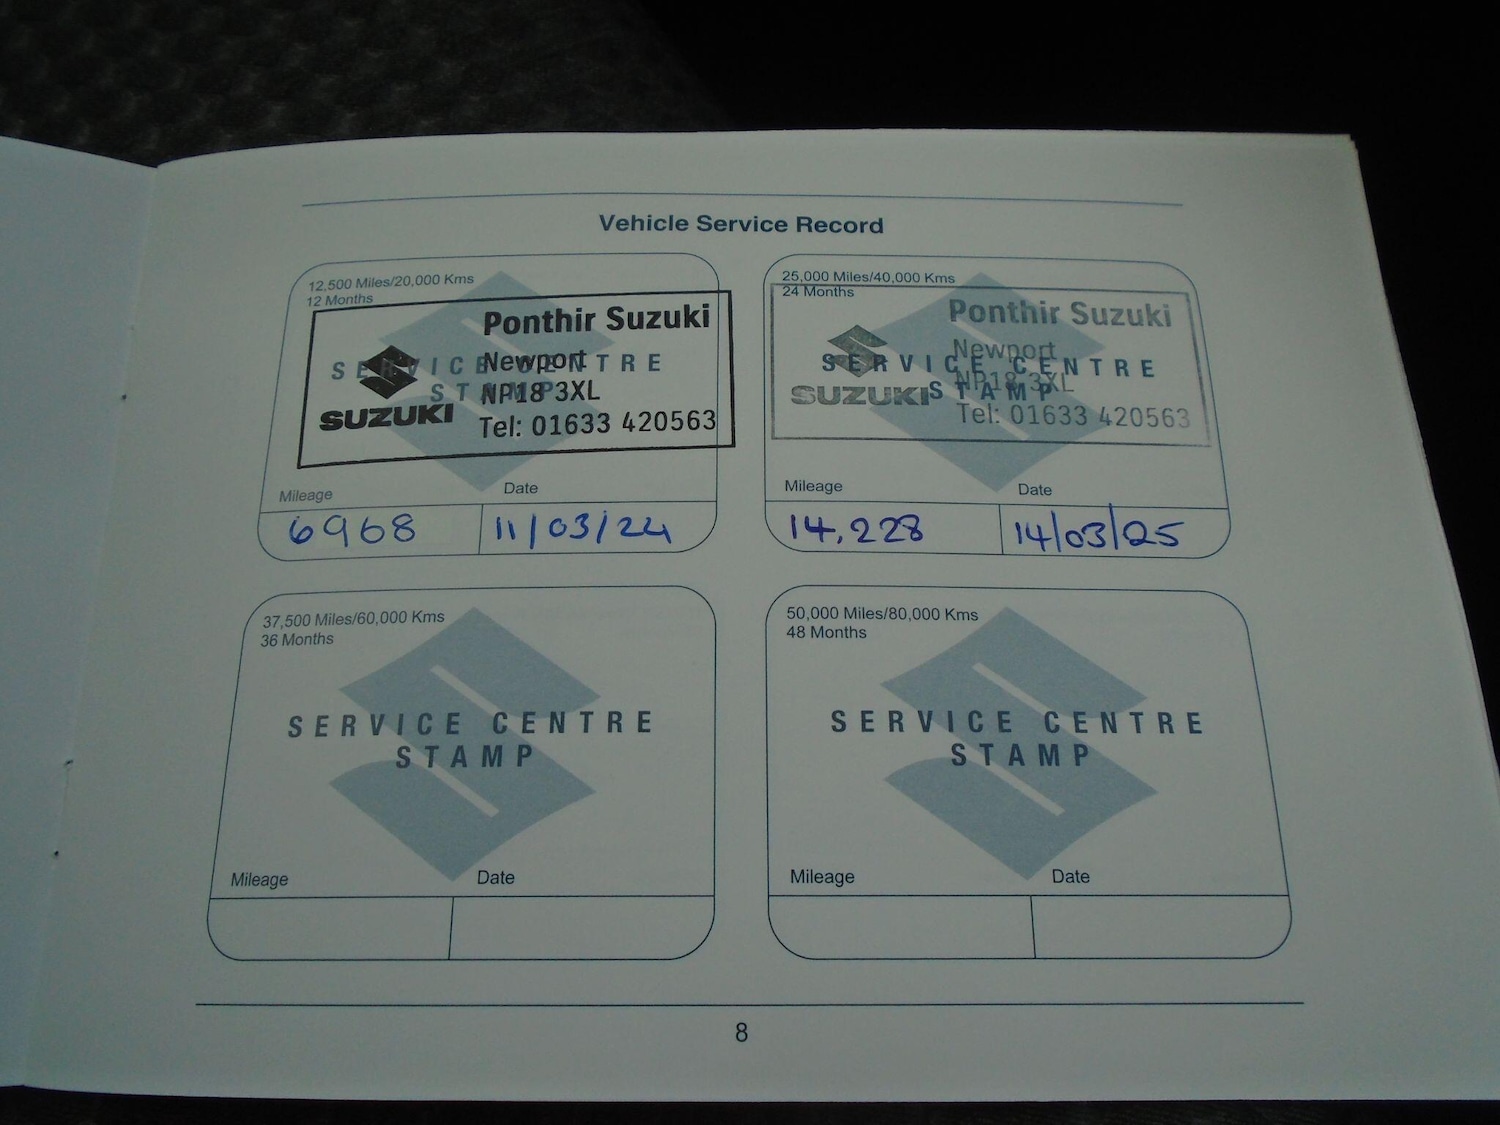 Vehicle Service Record
12,500 Miles/20,000 Kms
12 Months
Ponthir Suzuki
SERVICE CENTRE
STAMP
Newport
NP18 3XL
SUZUKI
Tel: 01633 420563
Mileage
Date
6968
11/03/24
25,000 Miles/40,000 Kms
24 Months
Ponthir Suzuki
SERVICE CENTRE
STAMP
Newport
NP18 3XL
SUZUKI
Tel: 01633 420563
Mileage
Date
14,228
14/03/25
37,500 Miles/60,000 Kms
36 Months
SERVICE CENTRE
STAMP
Mileage
Date
50,000 Miles/80,000 Kms
48 Months
SERVICE CENTRE
STAMP
Mileage
Date
8